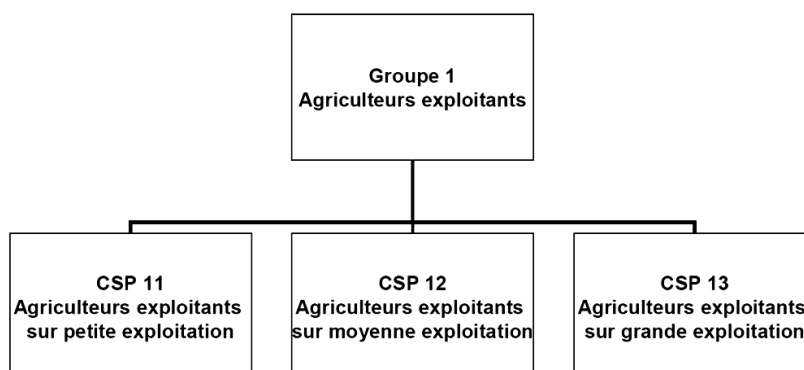 Groupe 1
Agriculteurs exploitants
CSP 11
Agriculteurs exploitants
sur petite exploitation
CSP 12
Agriculteurs exploitants
sur moyenne exploitation
CSP 13
Agriculteurs exploitants
sur grande exploitation